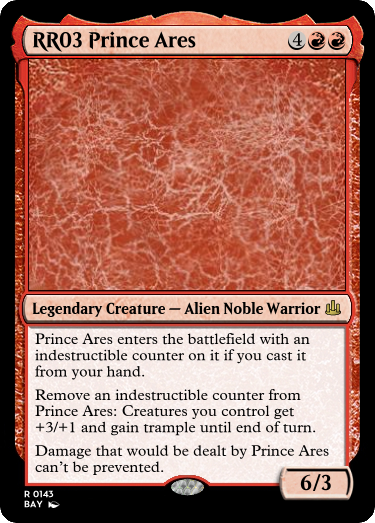 RR03 Prince Ares 4
Legendary Creature — Alien Noble Warrior
Prince Ares enters the battlefield with an
indestructible counter on it if you cast it
from your hand.
Remove an indestructible counter from
Prince Ares: Creatures you control get
+3/+1 and gain trample until end of turn.
Damage that would be dealt by Prince Ares
can't be prevented.
6/3
R 0143
BAY